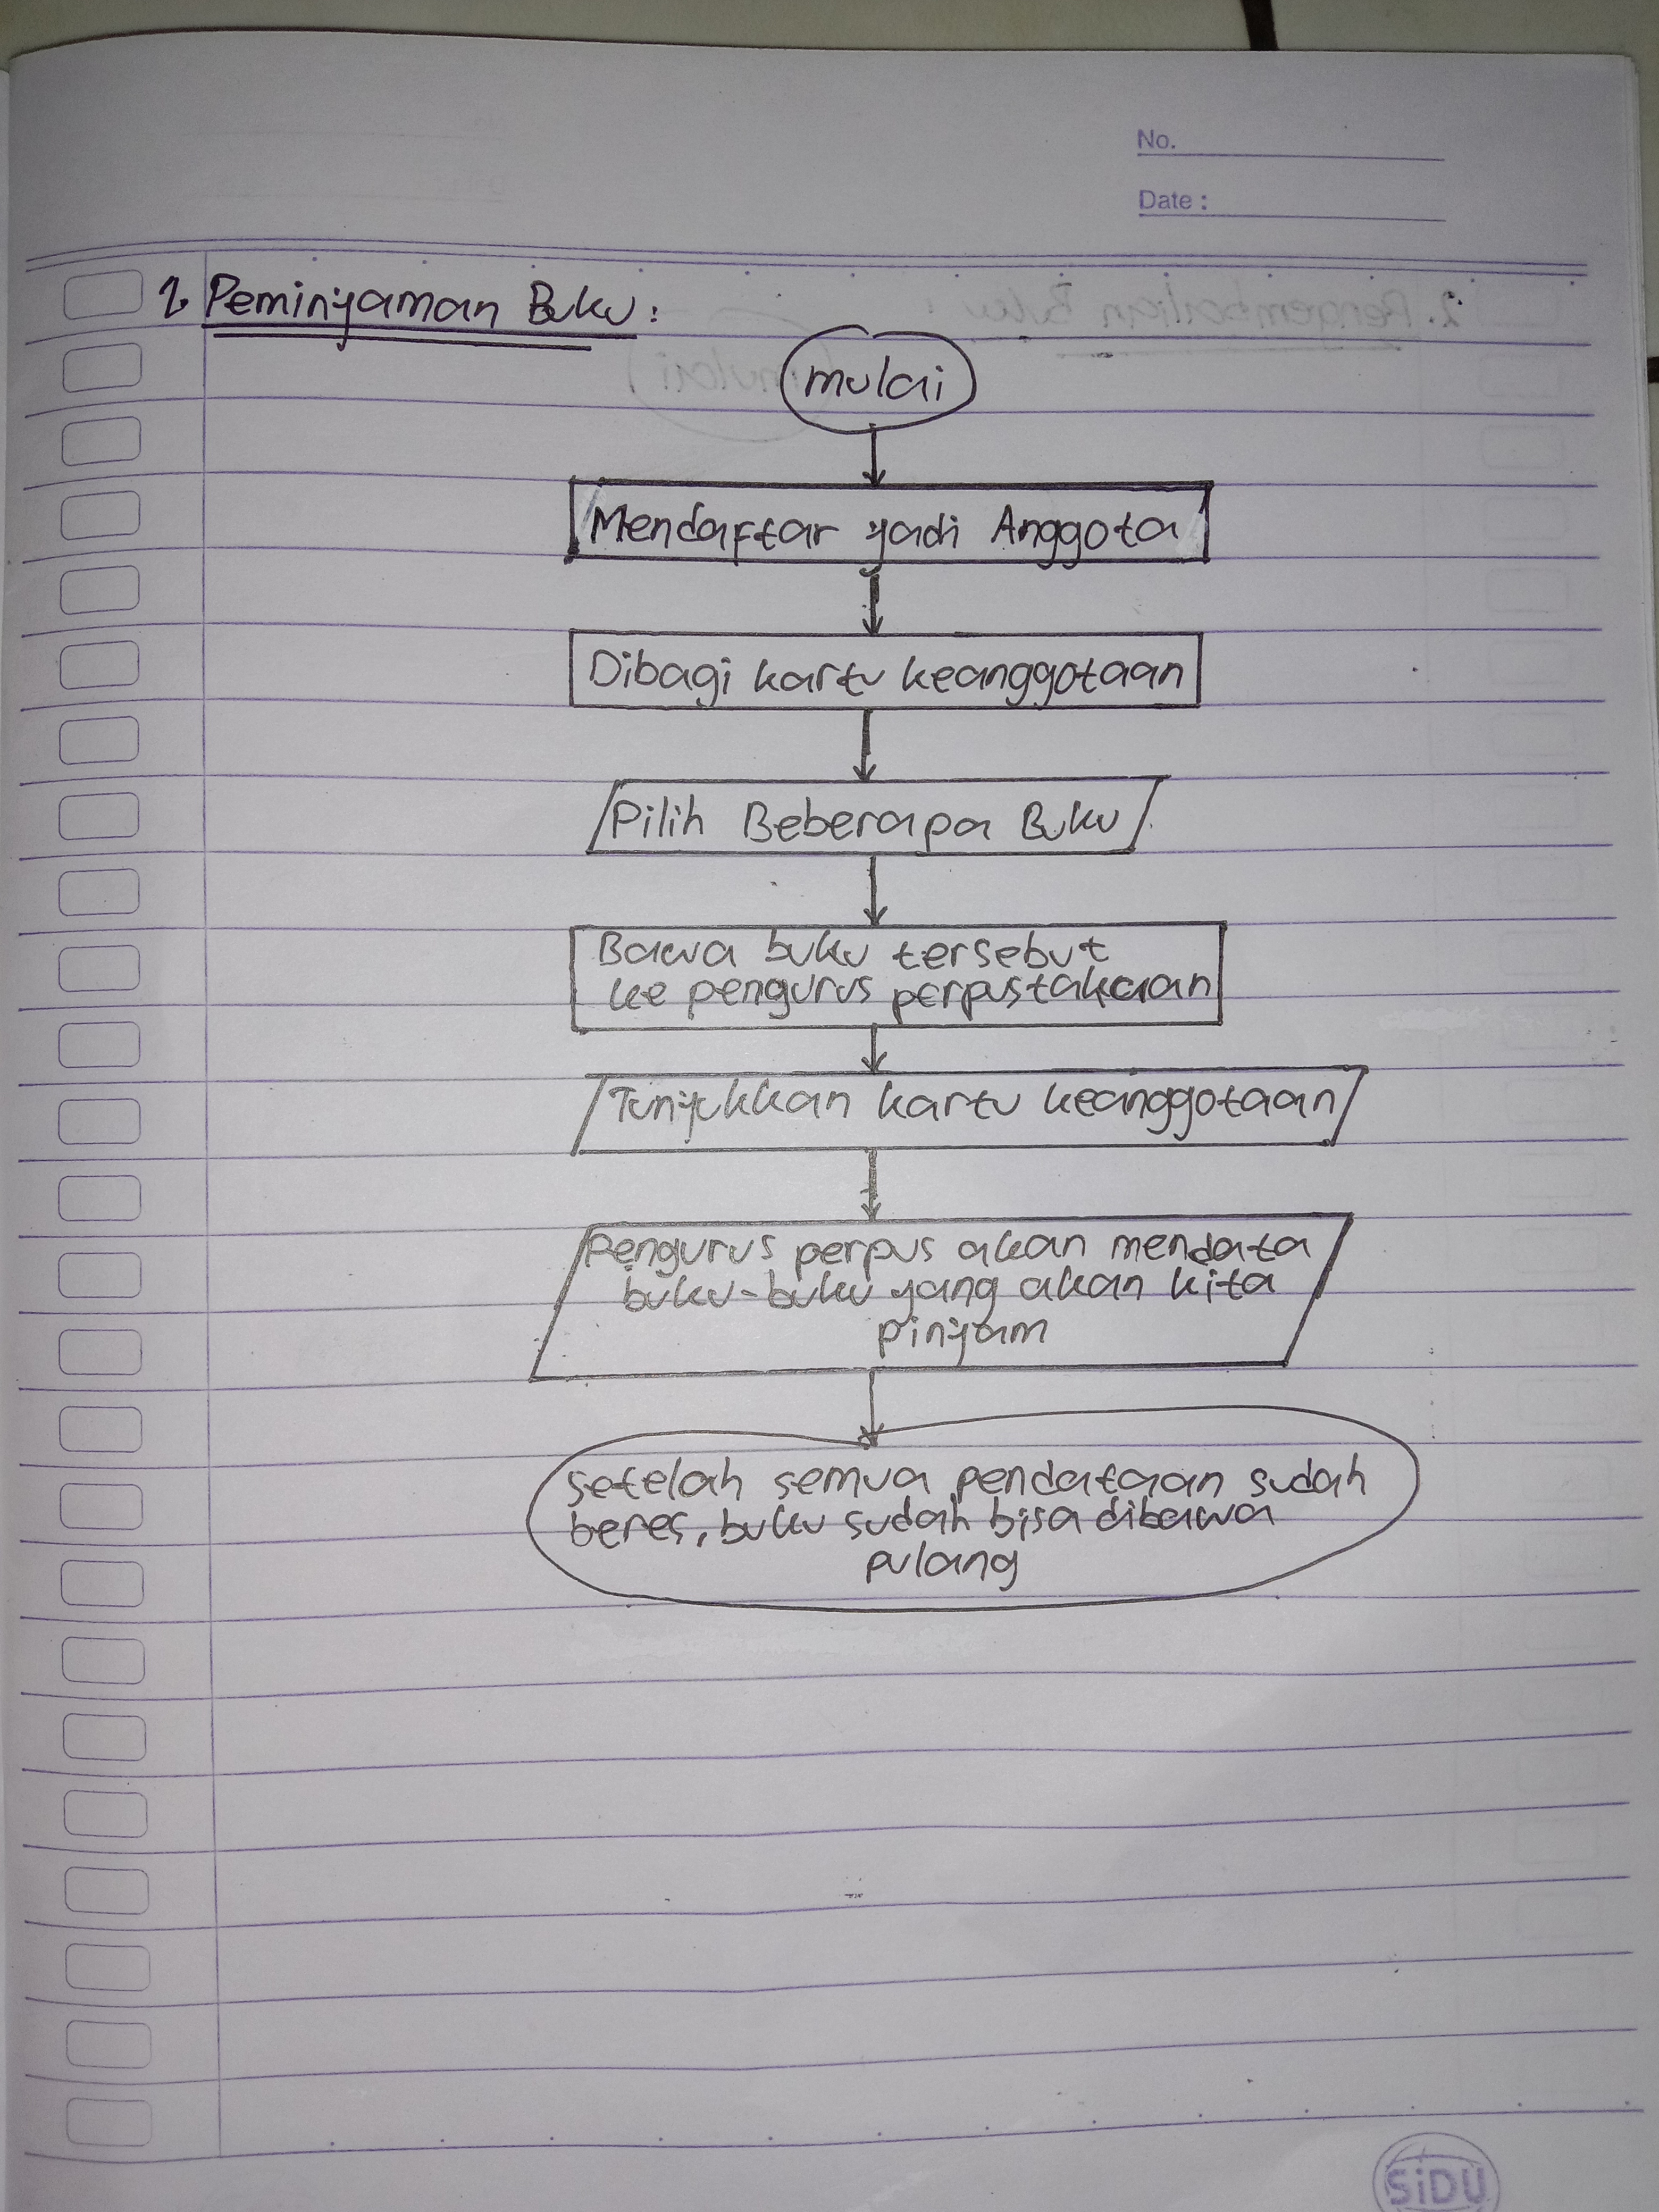 No.
Date :
1. Peminjaman Buku :
mulai
Mendaftar jadi Anggota
Dibagi kartu keanggotaan
Pilih Beberapa Buku
Bawa buku tersebut
ke pengurus perpustakaan
Tunjukkan kartu keanggotaan
Pengurus perpus akan mendata
buku-buku yang akan kita
pinjam
Setelah semua pendataan sudah
beres, buku sudah bisa dibawa
pulang
SiDU